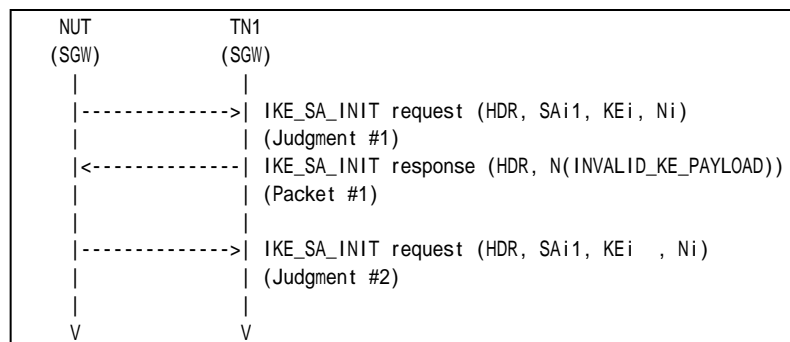 NUT TN1
(SGW) (SGW)
| |
|-------------->| IKE_SA_INIT request (HDR, SAi1, KEi, Ni)
| | (Judgment #1)
|<--------------| IKE_SA_INIT response (HDR, N(INVALID_KE_PAYLOAD))
| | (Packet #1)
| |
|-------------->| IKE_SA_INIT request (HDR, SAi1, KEi , Ni)
| | (Judgment #2)
| |
V V